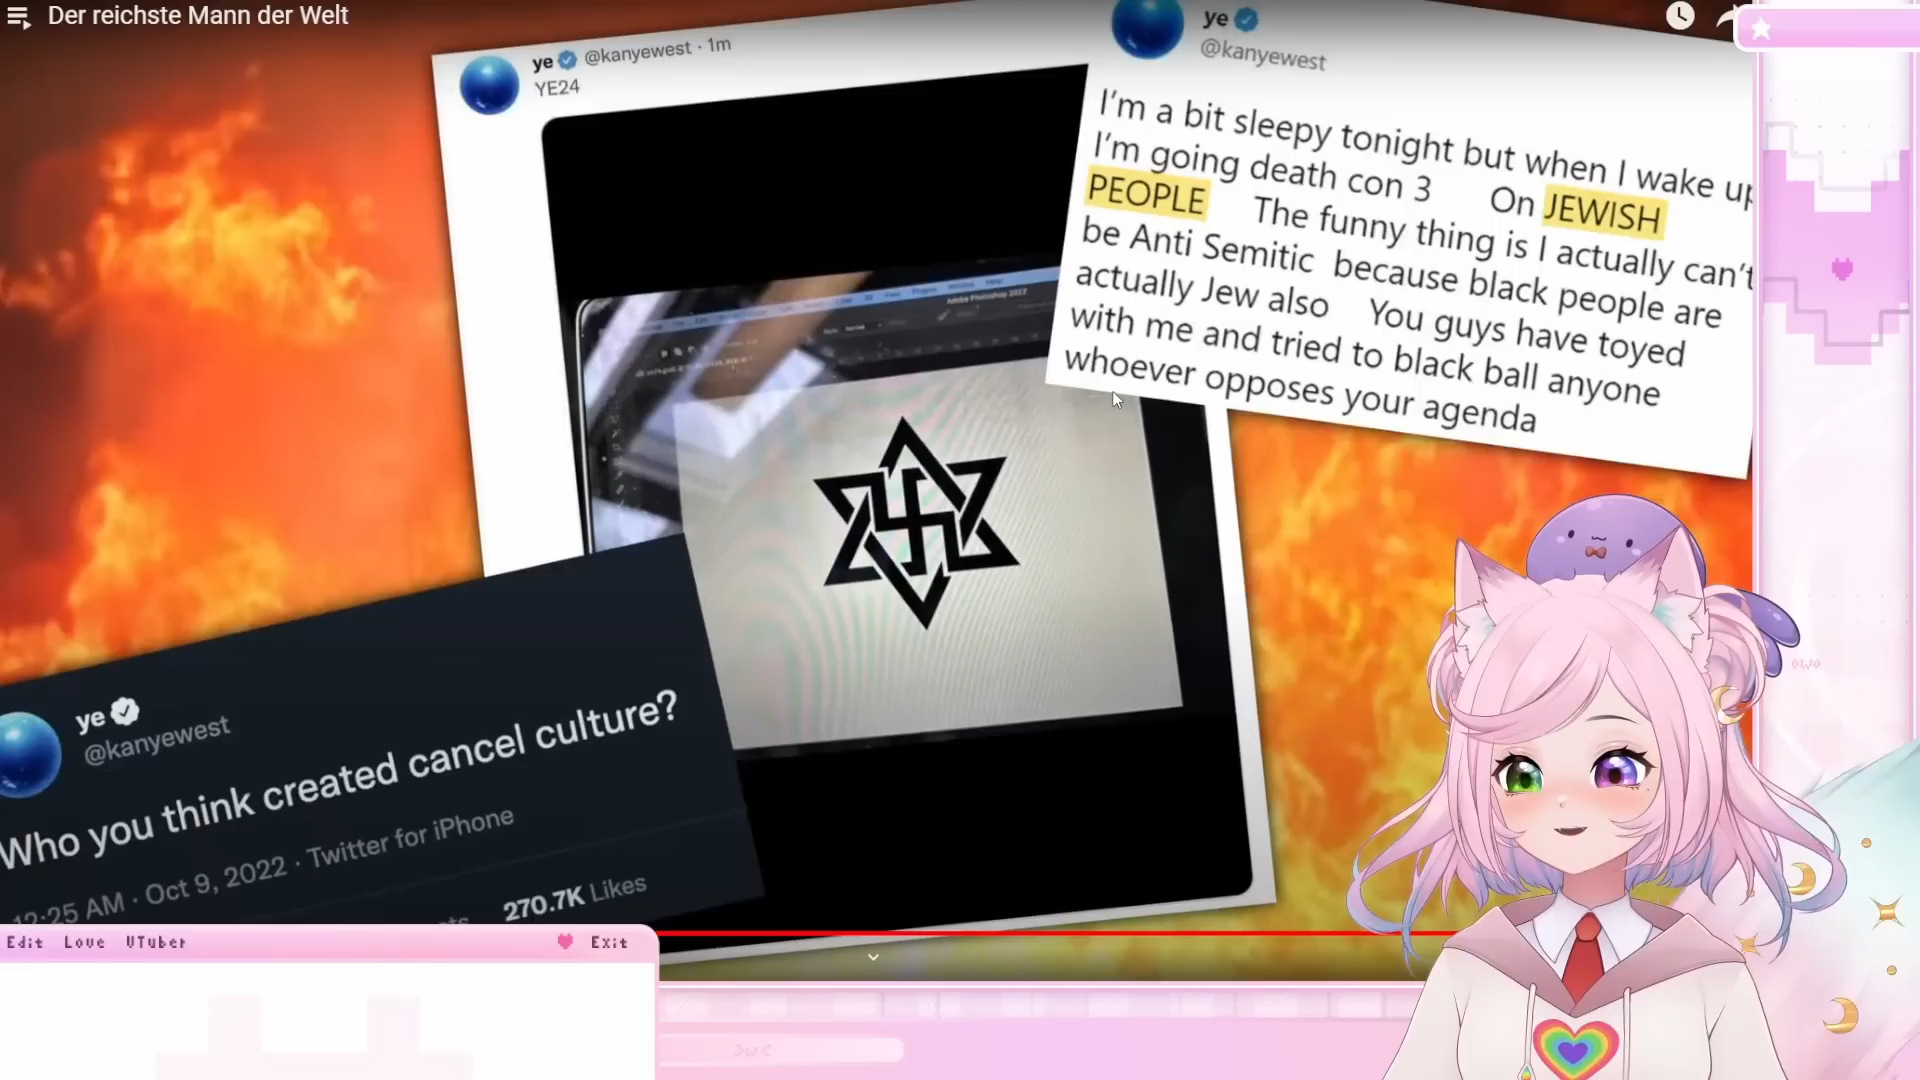 Der reichste Mann der Welt
ye @kanyewest · 1m
YE24
Adobe Photoshop 2022
ye
@kanyewest
I'm a bit sleepy tonight but when I wake up
I'm going death con 3 On JEWISH
PEOPLE The funny thing is I actually can't
be Anti Semitic because black people are
actually Jew also You guys have toyed
with me and tried to black ball anyone
whoever opposes your agenda
ye
@kanyewest
Who you think created cancel culture?
12:25 AM · Oct 9, 2022 · Twitter for iPhone
270.7K Likes
Edit Love VTuber Exit
owo